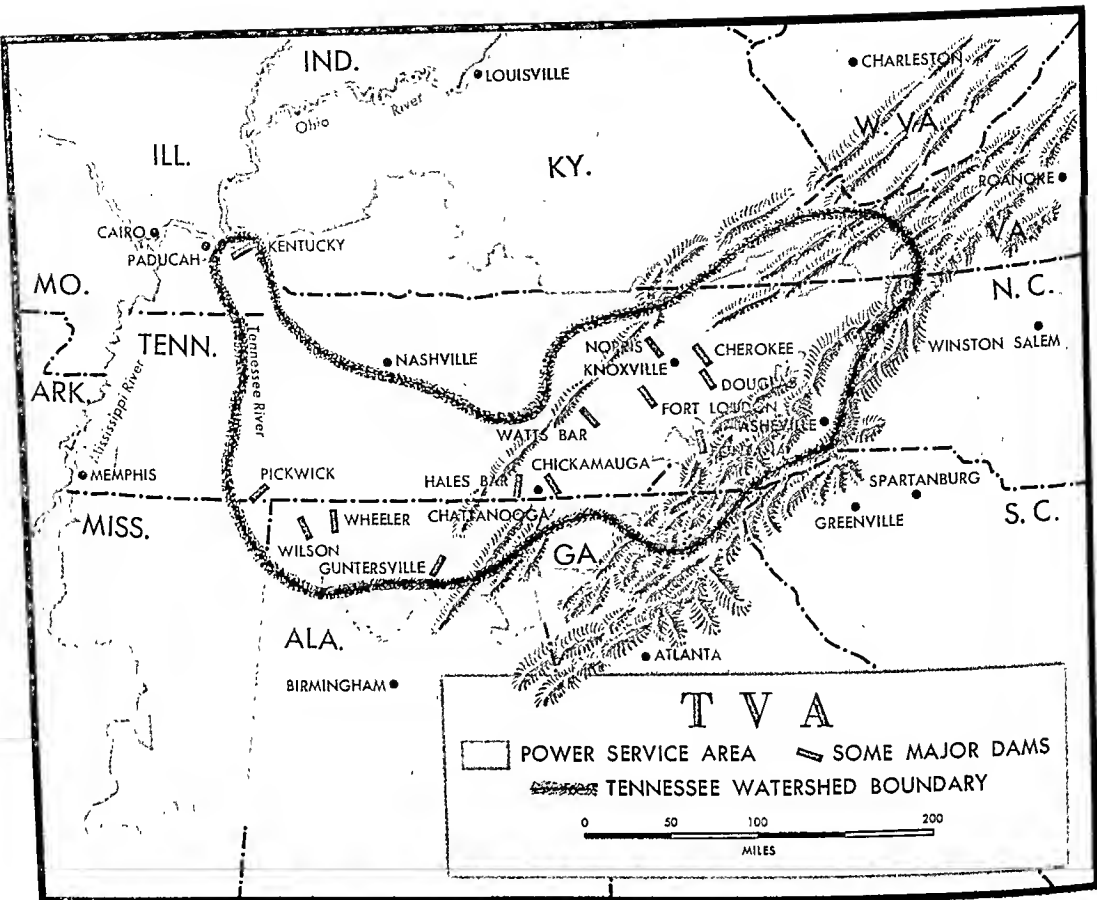 IND.
LOUISVILLE
CHARLESTON
Ohio River
W. VA.
ILL.
KY.
ROANOKE
CAIRO
VA.
PADUCAH
KENTUCKY
MO.
N. C.
TENN.
Tennessee River
NASHVILLE
NORRIS
CHEROKEE
WINSTON SALEM
KNOXVILLE
DOUGLAS
ARK.
Mississippi River
FORT LOUDON
ASHEVILLE
WATTS BAR
MEMPHIS
PICKWICK
HALES BAR
CHICKAMAUGA
SPARTANBURG
MISS.
WHEELER
CHATTANOOGA
GREENVILLE
S. C.
WILSON
GUNTERSVILLE
GA.
ALA.
ATLANTA
BIRMINGHAM
T V A
POWER SERVICE AREA
SOME MAJOR DAMS
TENNESSEE WATERSHED BOUNDARY
0 50 100 200
MILES